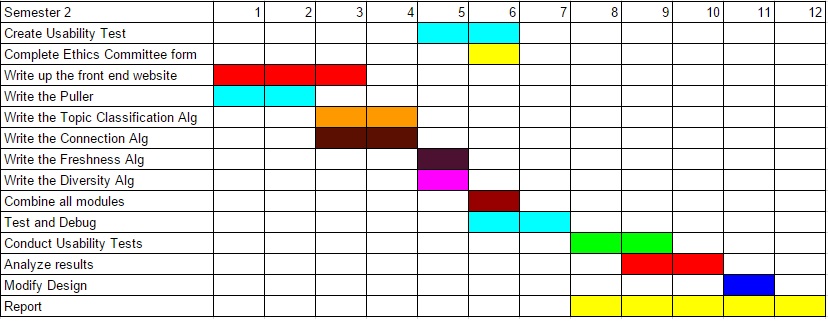 Semester 2 1 2 3 4 5 6 7 8 9 10 11 12
Create Usability Test
Complete Ethics Committee form
Write up the front end website
Write the Puller
Write the Topic Classification Alg
Write the Connection Alg
Write the Freshness Alg
Write the Diversity Alg
Combine all modules
Test and Debug
Conduct Usability Tests
Analyze results
Modify Design
Report